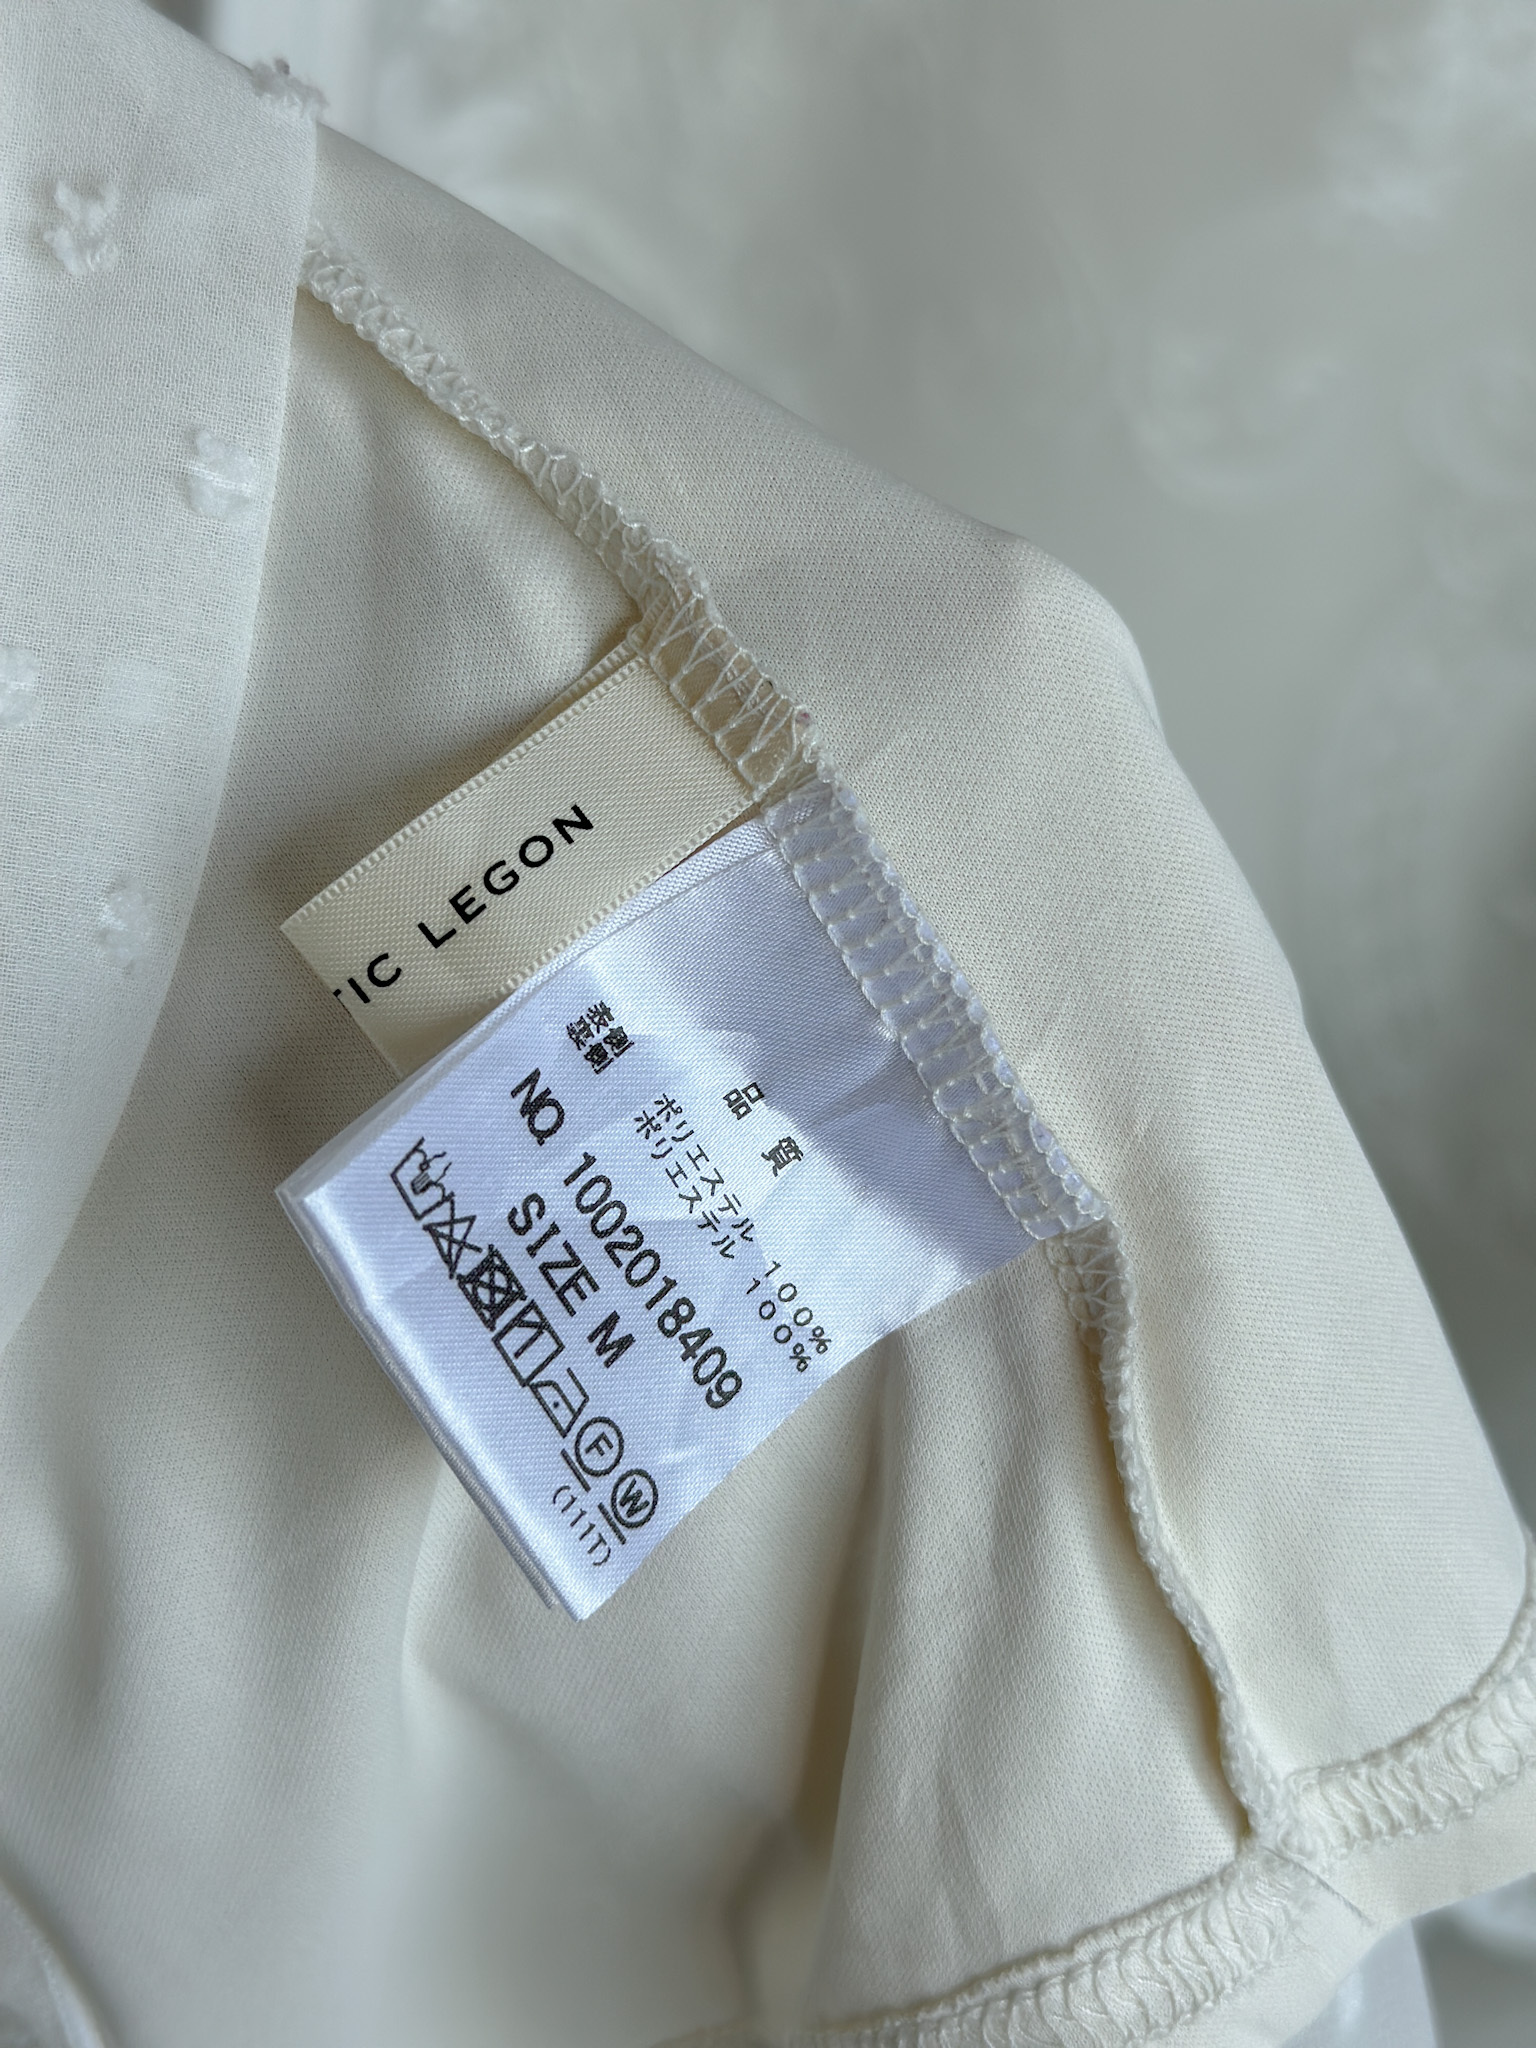 TIC LEGON
品質
表側 ポリエステル 100%
裏側 ポリエステル 100%
NO. 1002018409
SIZE M
F W
(111T)